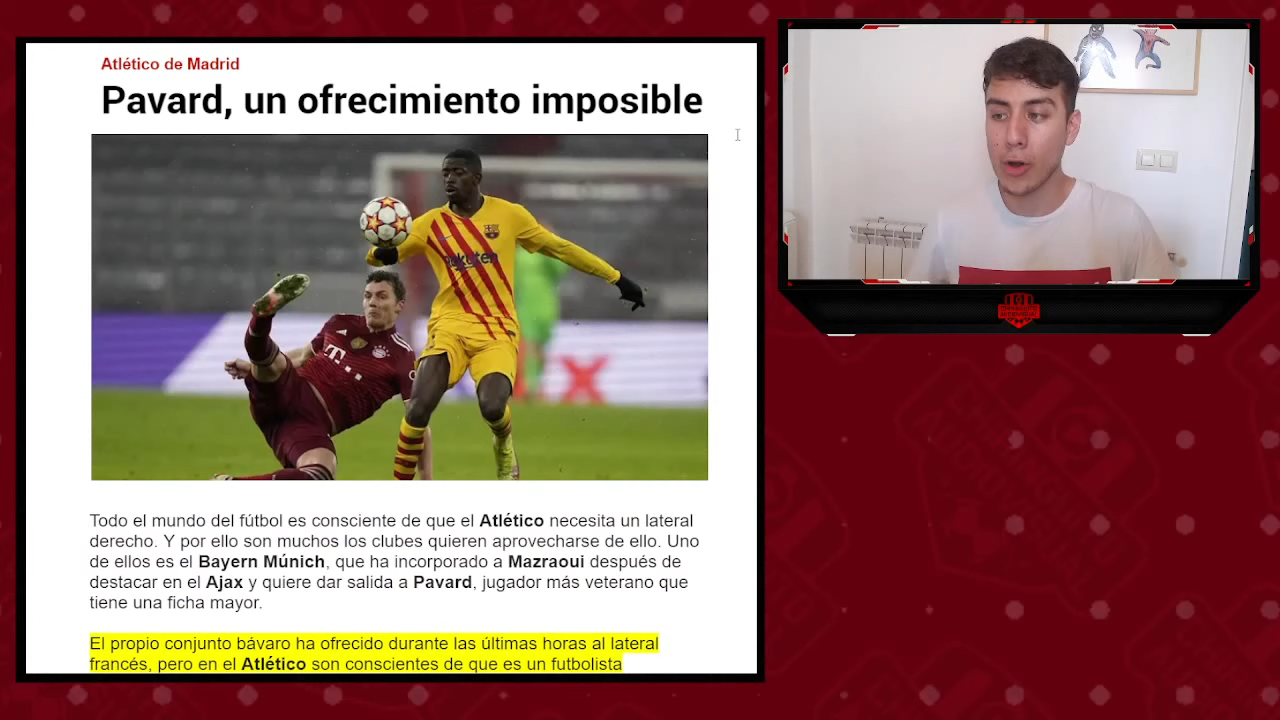 Atlético de Madrid
Pavard, un ofrecimiento imposible
Rakuten
T
Todo el mundo del fútbol es consciente de que el Atlético necesita un lateral
derecho. Y por ello son muchos los clubes quieren aprovecharse de ello. Uno
de ellos es el Bayern Múnich, que ha incorporado a Mazraoui después de
destacar en el Ajax y quiere dar salida a Pavard, jugador más veterano que
tiene una ficha mayor.
El propio conjunto bávaro ha ofrecido durante las últimas horas al lateral
francés, pero en el Atlético son conscientes de que es un futbolista